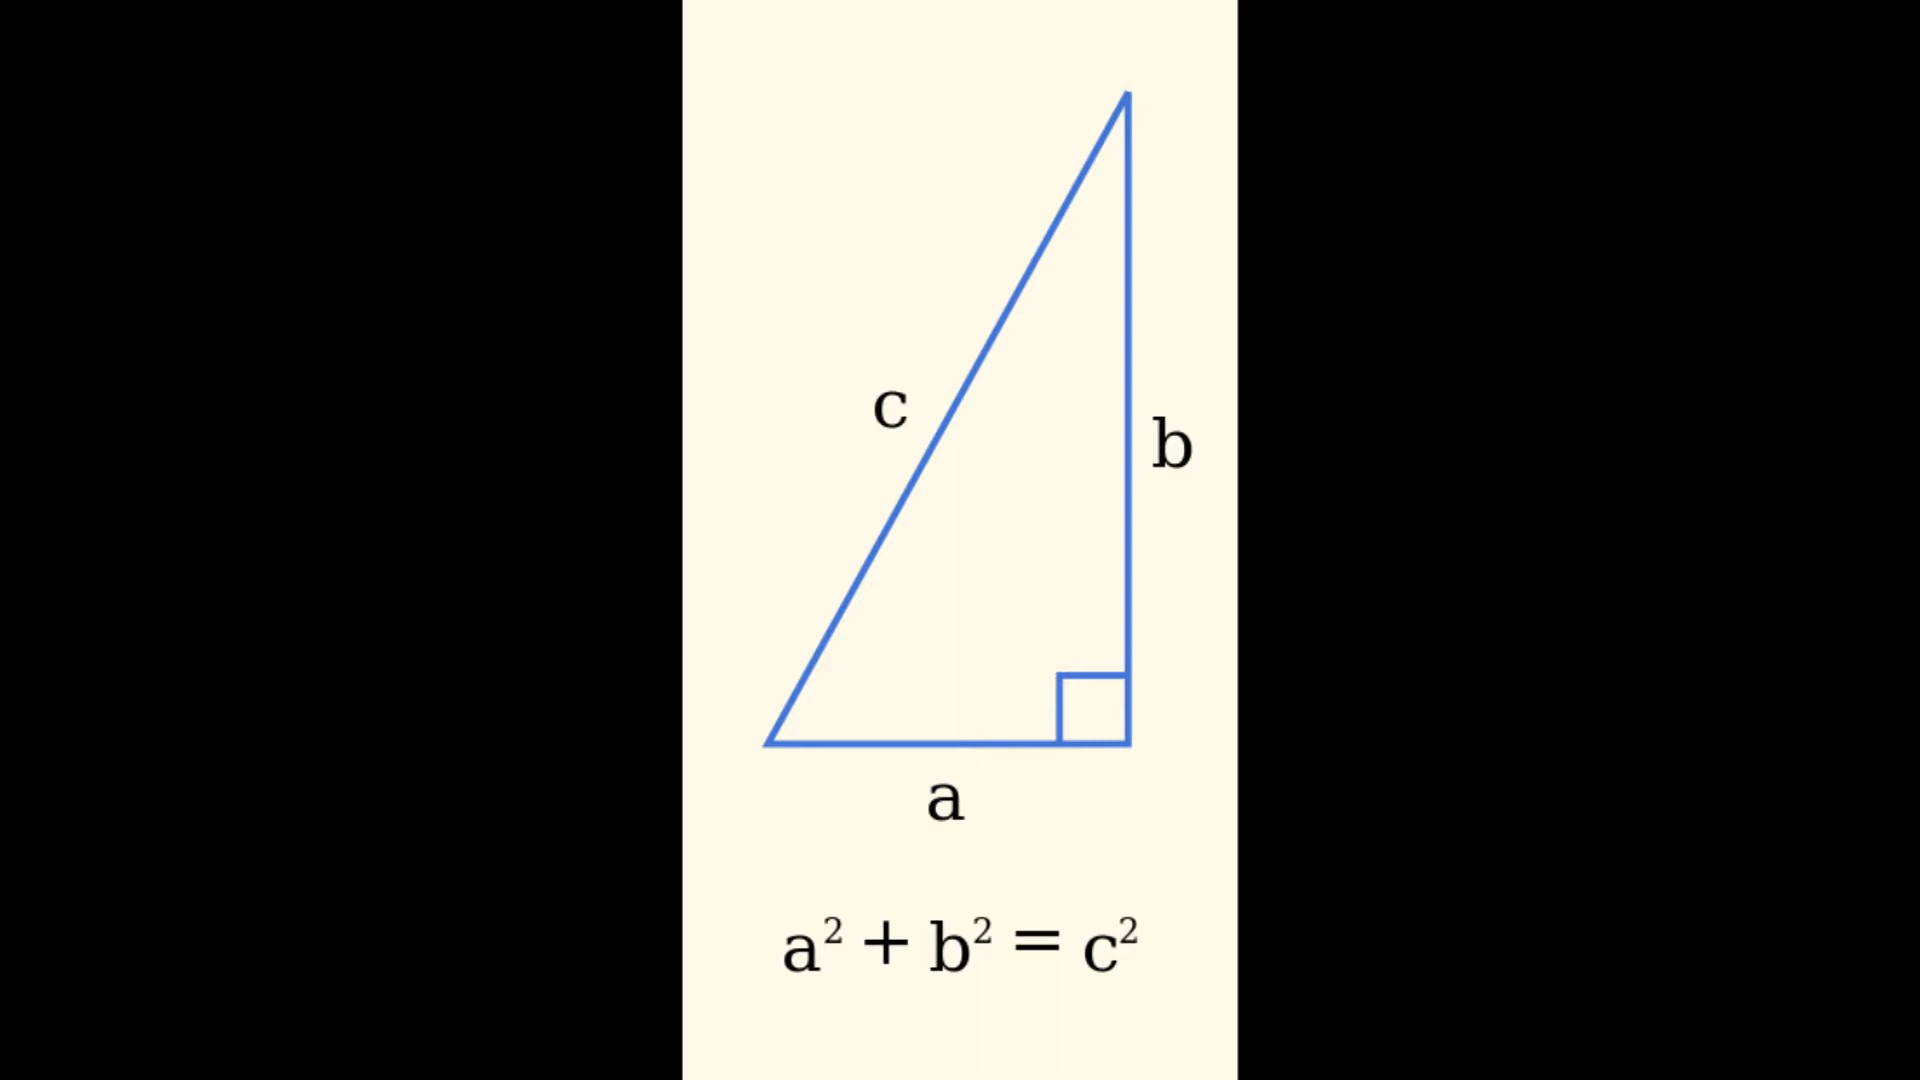 c
b
a
a² + b² = c²